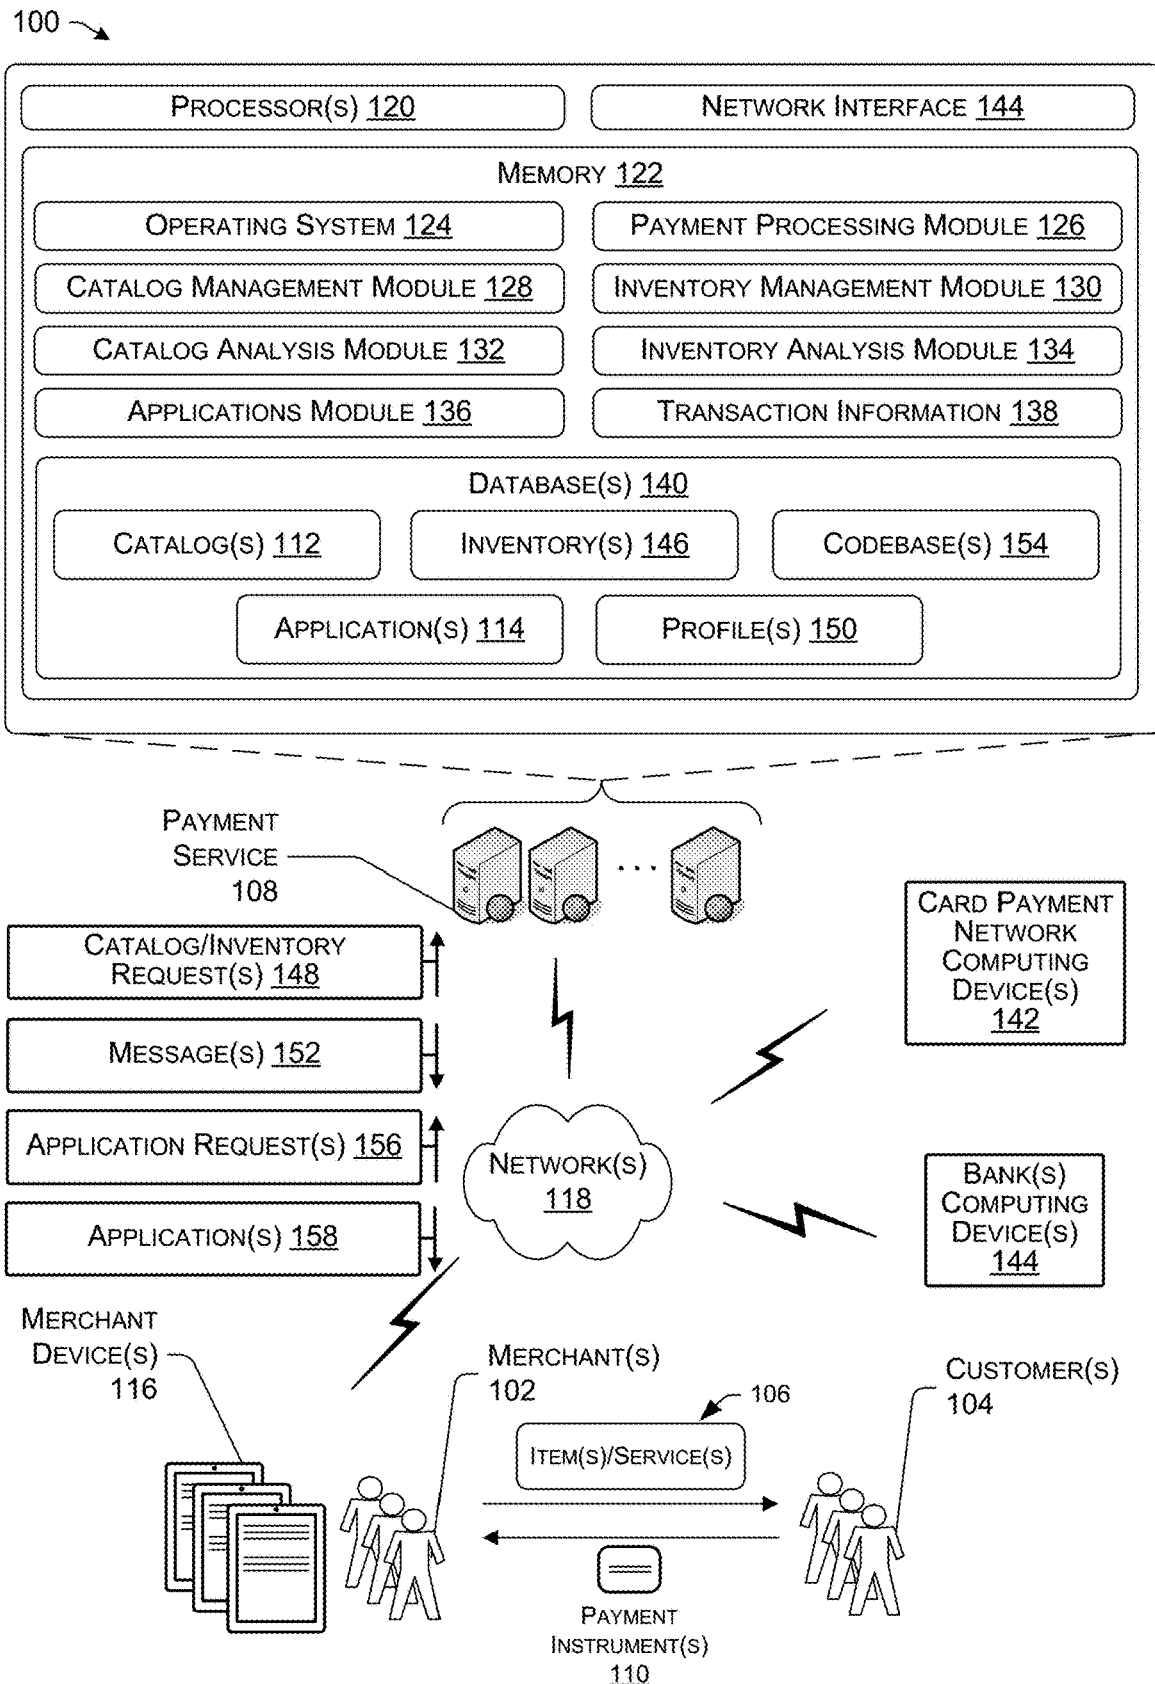 100
PROCESSOR(S) 120
NETWORK INTERFACE 144
MEMORY 122
OPERATING SYSTEM 124
PAYMENT PROCESSING MODULE 126
CATALOG MANAGEMENT MODULE 128
INVENTORY MANAGEMENT MODULE 130
CATALOG ANALYSIS MODULE 132
INVENTORY ANALYSIS MODULE 134
APPLICATIONS MODULE 136
TRANSACTION INFORMATION 138
DATABASE(S) 140
CATALOG(S) 112
INVENTORY(S) 146
CODEBASE(S) 154
APPLICATION(S) 114
PROFILE(S) 150
PAYMENT
SERVICE
108
CARD PAYMENT
NETWORK
COMPUTING
DEVICE(S)
142
CATALOG/INVENTORY
REQUEST(S) 148
MESSAGE(S) 152
APPLICATION REQUEST(S) 156
APPLICATION(S) 158
NETWORK(S)
118
BANK(S)
COMPUTING
DEVICE(S)
144
MERCHANT
DEVICE(S)
116
MERCHANT(S)
102
106
ITEM(S)/SERVICE(S)
CUSTOMER(S)
104
PAYMENT
INSTRUMENT(S)
110